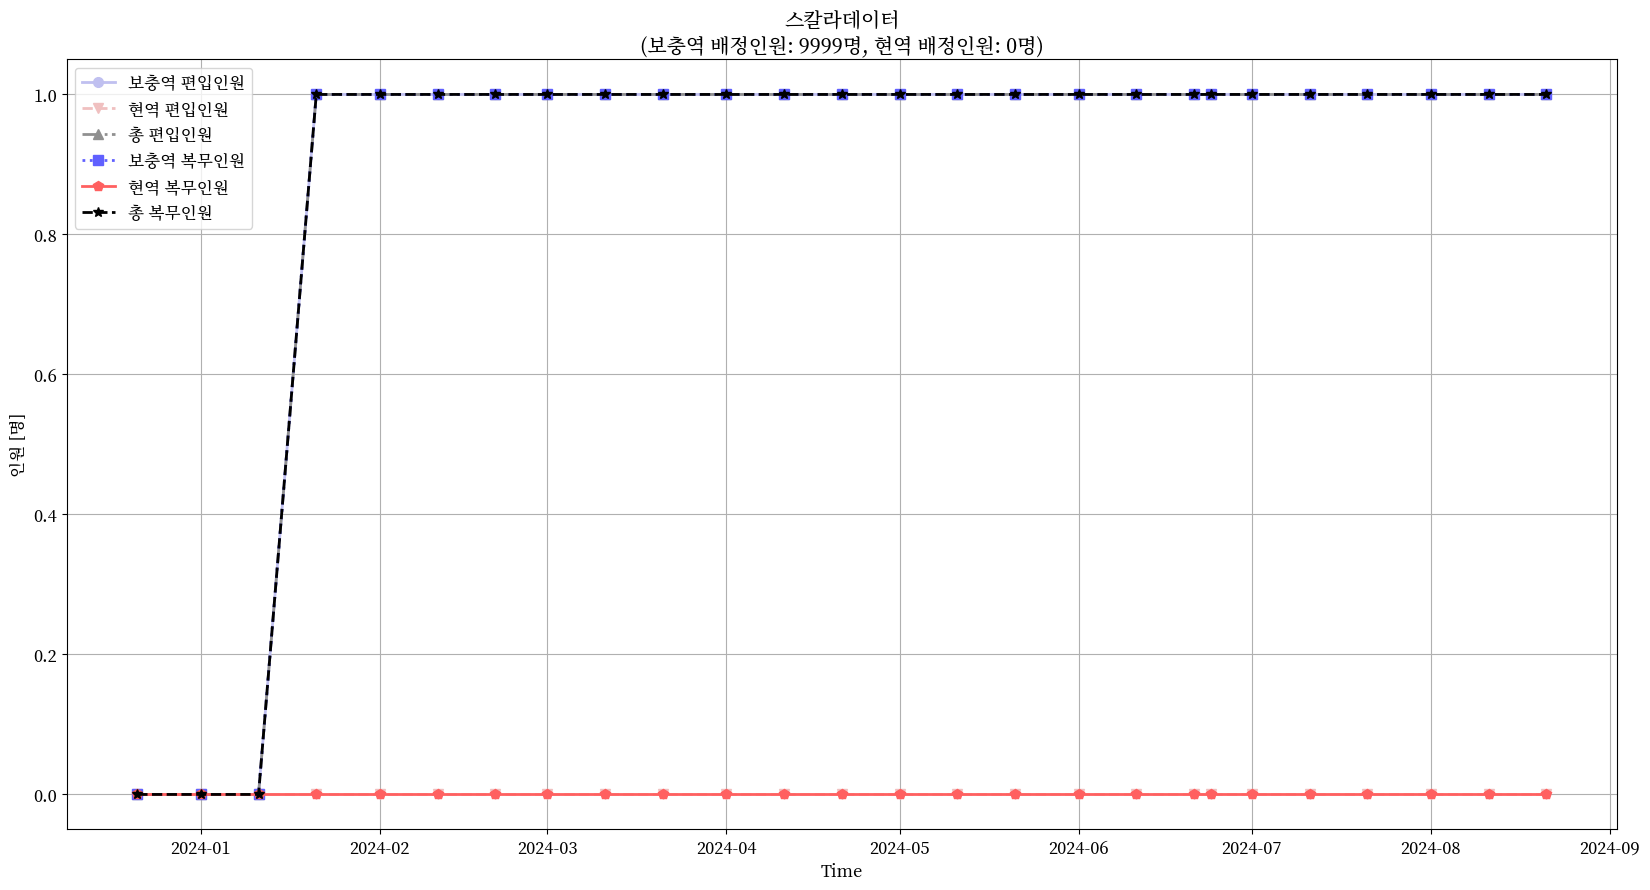 스칼라데이터
(보충역 배정인원: 9999명, 현역 배정인원: 0명)
보충역 편입인원
현역 편입인원
총 편입인원
보충역 복무인원
현역 복무인원
총 복무인원
1.0
0.8
0.6
0.4
0.2
0.0
인원 [명]
2024-01
2024-02
2024-03
2024-04
2024-05
2024-06
2024-07
2024-08
2024-09
Time